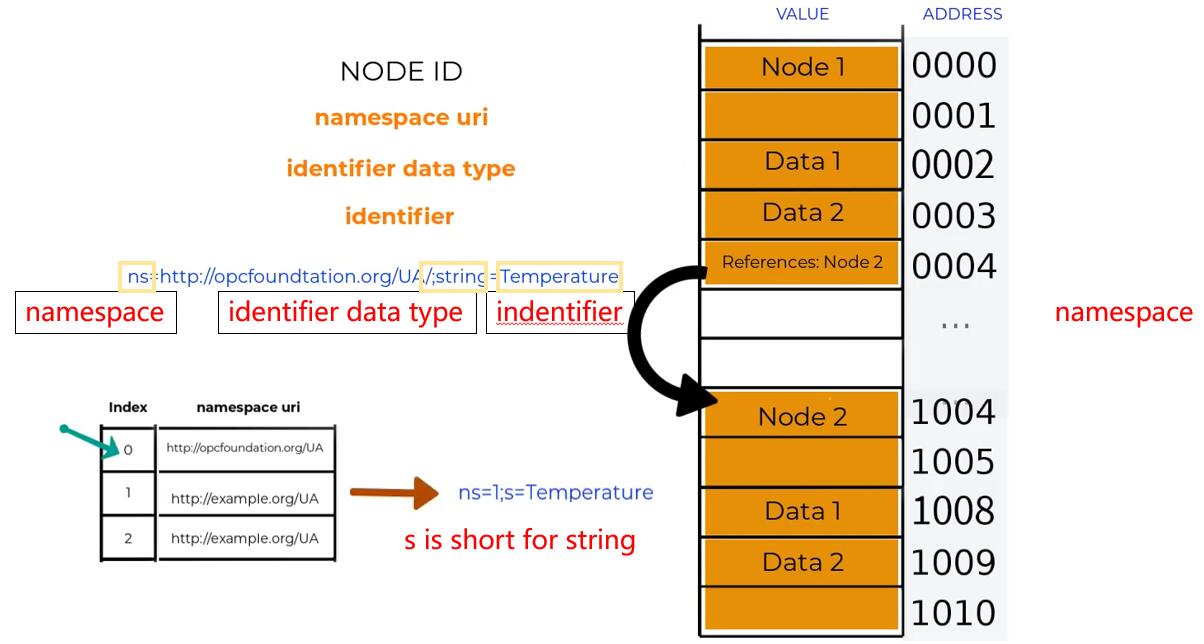 NODE ID
namespace uri
identifier data type
identifier
ns=http://opcfoundtation.org/UA/;string=Temperature
namespace
identifier data type
indentifier
Index namespace uri
0 http://opcfoundation.org/UA
1 http://example.org/UA
2 http://example.org/UA
ns=1;s=Temperature
s is short for string
VALUE ADDRESS
Node 1 0000
0001
Data 1 0002
Data 2 0003
References: Node 2 0004
...
Node 2 1004
1005
Data 1 1008
Data 2 1009
1010
namespace